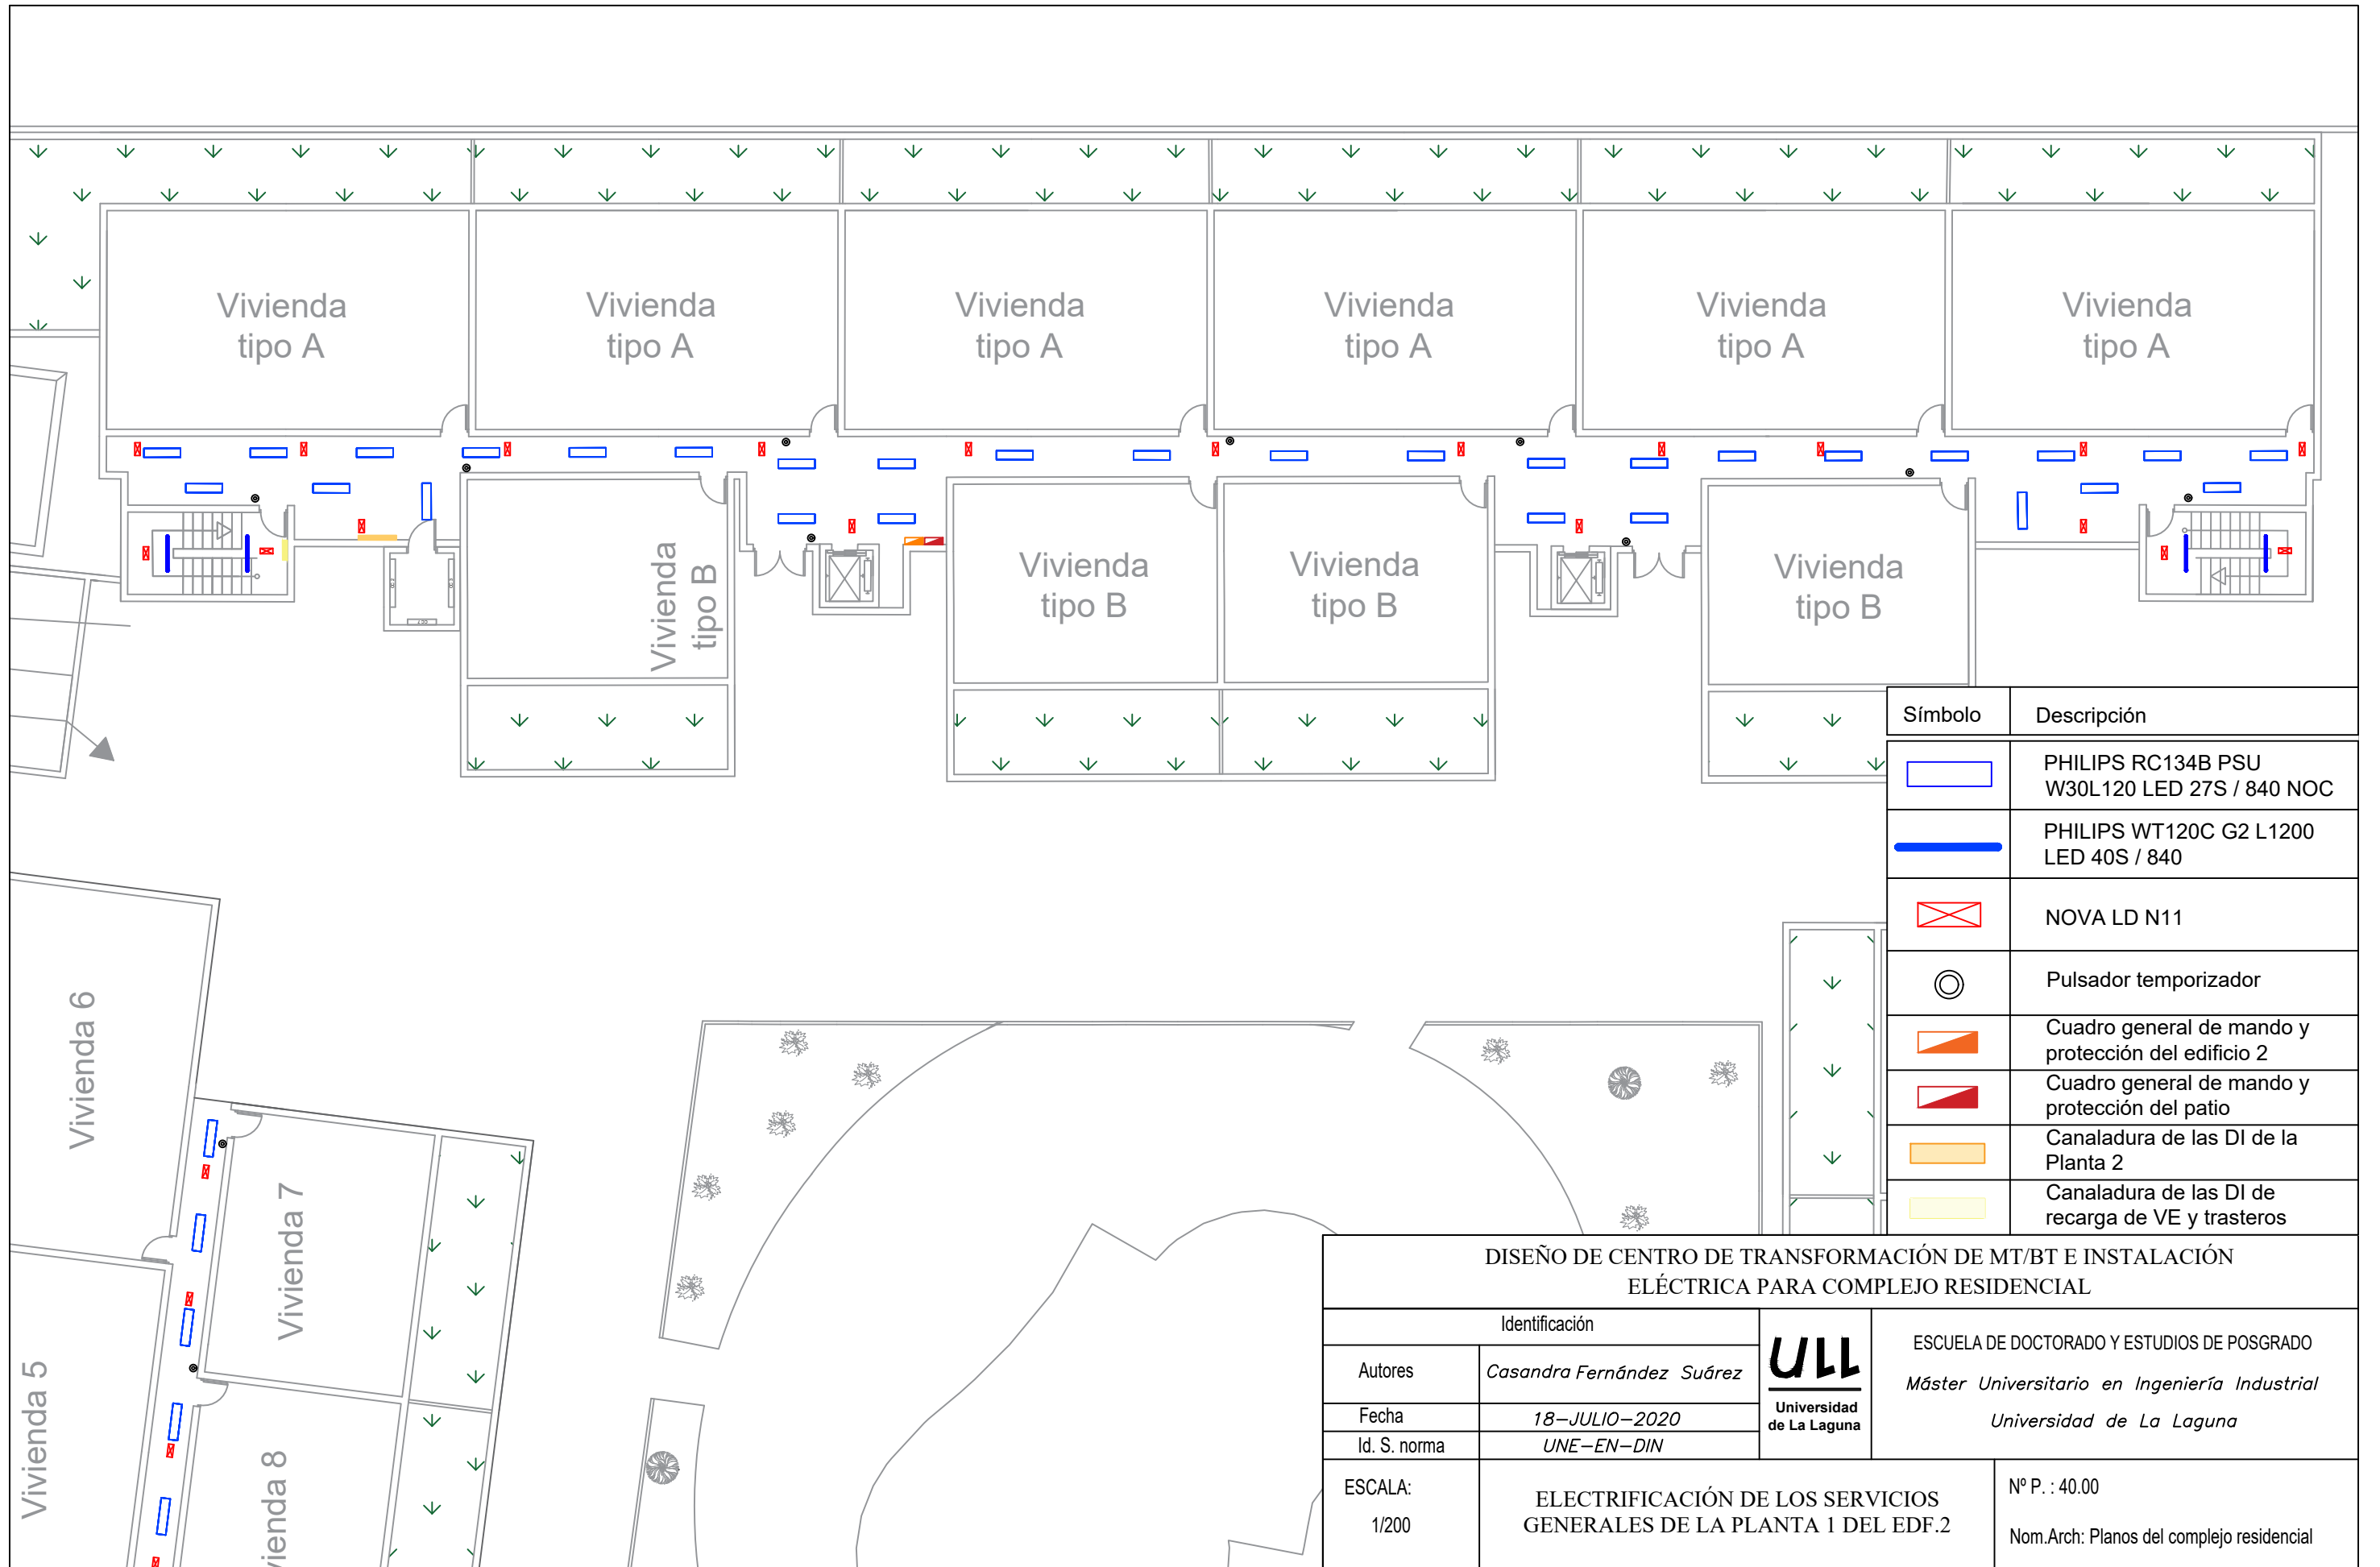 Vivienda
tipo A
Vivienda
tipo A
Vivienda
tipo A
Vivienda
tipo A
Vivienda
tipo A
Vivienda
tipo A
Vivienda
tipo B
Vivienda
tipo B
Vivienda
tipo B
Vivienda
tipo B
Símbolo
Descripción
PHILIPS RC134B PSU
W30L120 LED 27S / 840 NOC
PHILIPS WT120C G2 L1200
LED 40S / 840
NOVA LD N11
Pulsador temporizador
Cuadro general de mando y
protección del edificio 2
Cuadro general de mando y
protección del patio
Canaladura de las DI de la
Planta 2
Canaladura de las DI de
recarga de VE y trasteros
Vivienda 6
Vivienda 7
Vivienda 5
vienda 8
DISEÑO DE CENTRO DE TRANSFORMACIÓN DE MT/BT E INSTALACIÓN
ELÉCTRICA PARA COMPLEJO RESIDENCIAL
Identificación
Autores
Casandra Fernández Suárez
Fecha
18-JULIO-2020
Id. S. norma
UNE-EN-DIN
ULL
Universidad
de La Laguna
ESCUELA DE DOCTORADO Y ESTUDIOS DE POSGRADO
Máster Universitario en Ingeniería Industrial
Universidad de La Laguna
ESCALA:
1/200
ELECTRIFICACIÓN DE LOS SERVICIOS
GENERALES DE LA PLANTA 1 DEL EDF.2
Nº P. : 40.00
Nom.Arch: Planos del complejo residencial